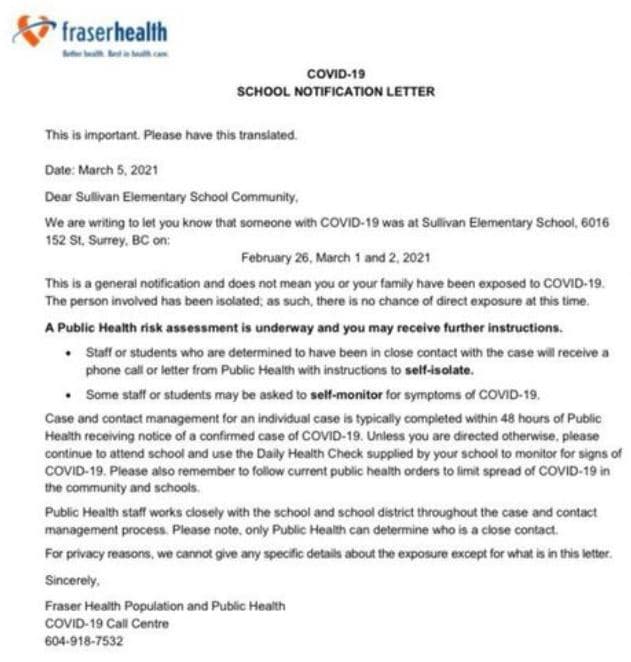 fraserhealth
Better health. Best in health care.
COVID-19
SCHOOL NOTIFICATION LETTER
This is important. Please have this translated.
Date: March 5, 2021
Dear Sullivan Elementary School Community,
We are writing to let you know that someone with COVID-19 was at Sullivan Elementary School, 6016
152 St, Surrey, BC on:
February 26, March 1 and 2, 2021
This is a general notification and does not mean you or your family have been exposed to COVID-19.
The person involved has been isolated; as such, there is no chance of direct exposure at this time.
A Public Health risk assessment is underway and you may receive further instructions.
• Staff or students who are determined to have been in close contact with the case will receive a
phone call or letter from Public Health with instructions to self-isolate.
• Some staff or students may be asked to self-monitor for symptoms of COVID-19.
Case and contact management for an individual case is typically completed within 48 hours of Public
Health receiving notice of a confirmed case of COVID-19. Unless you are directed otherwise, please
continue to attend school and use the Daily Health Check supplied by your school to monitor for signs of
COVID-19. Please also remember to follow current public health orders to limit spread of COVID-19 in
the community and schools.
Public Health staff works closely with the school and school district throughout the case and contact
management process. Please note, only Public Health can determine who is a close contact.
For privacy reasons, we cannot give any specific details about the exposure except for what is in this letter.
Sincerely,
Fraser Health Population and Public Health
COVID-19 Call Centre
604-918-7532